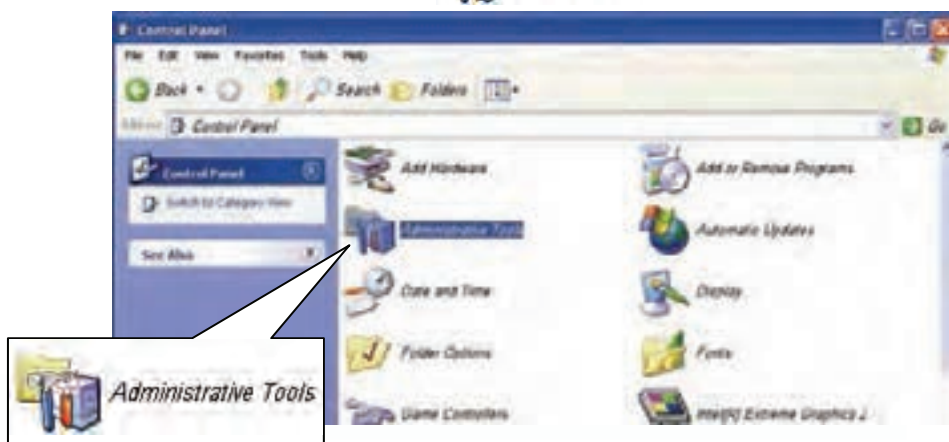 Control Panel
File Edit View Favorites Tools Help
Back Search Folders
Control Panel Go
Control Panel
Switch to Category View
See Also
Add Hardware Add or Remove Programs
Administrative Tools Automatic Updates
Date and Time Display
Folder Options Fonts
Game Controllers Intel(R) Extreme Graphics 2
Administrative Tools